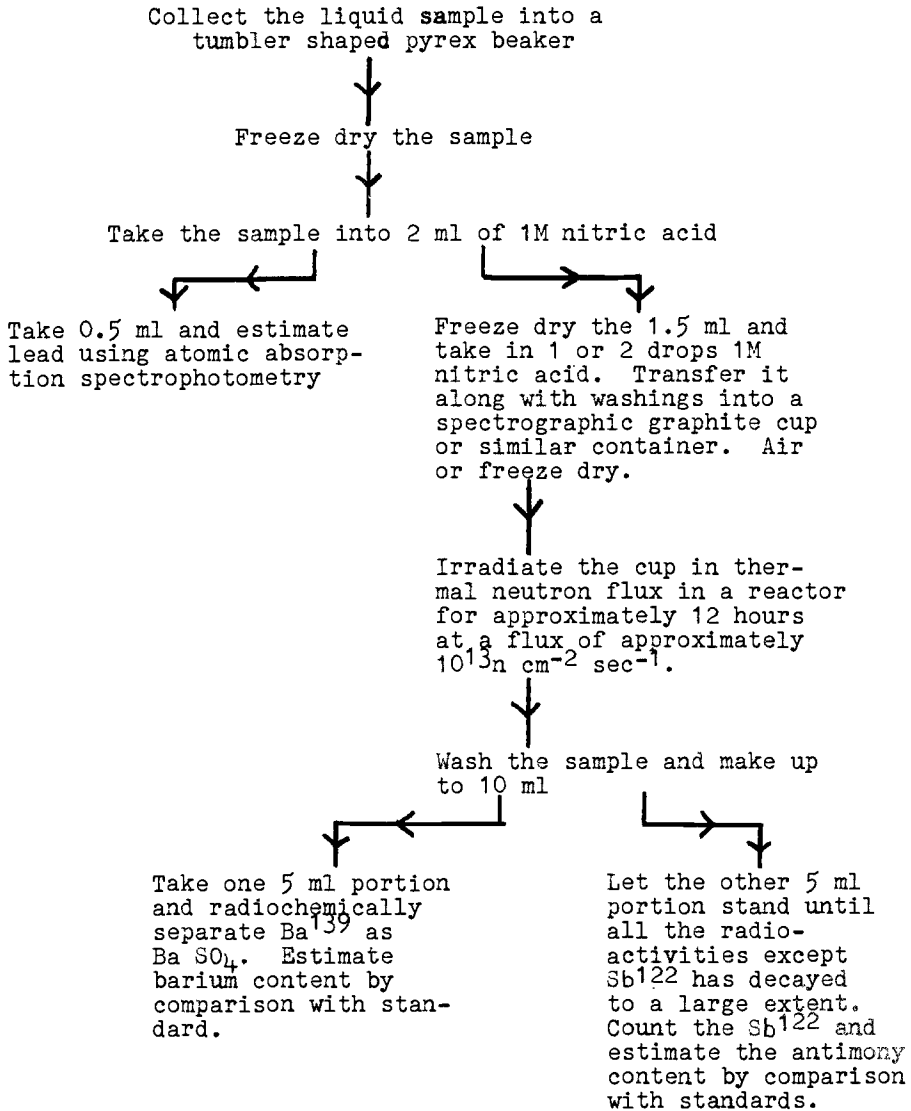 Collect the liquid sample into a
tumbler shaped pyrex beaker
Freeze dry the sample
Take the sample into 2 ml of 1M nitric acid
Take 0.5 ml and estimate
lead using atomic absorp-
tion spectrophotometry
Freeze dry the 1.5 ml and
take in 1 or 2 drops 1M
nitric acid. Transfer it
along with washings into a
spectrographic graphite cup
or similar container. Air
or freeze dry.
Irradiate the cup in ther-
mal neutron flux in a reactor
for approximately 12 hours
at a flux of approximately
10¹³n cm⁻² sec⁻¹.
Wash the sample and make up
to 10 ml
Take one 5 ml portion
and radiochemically
separate Ba¹³⁹ as
Ba SO₄. Estimate
barium content by
comparison with stan-
dard.
Let the other 5 ml
portion stand until
all the radio-
activities except
Sb¹²² has decayed
to a large extent.
Count the Sb¹²² and
estimate the antimony
content by comparison
with standards.